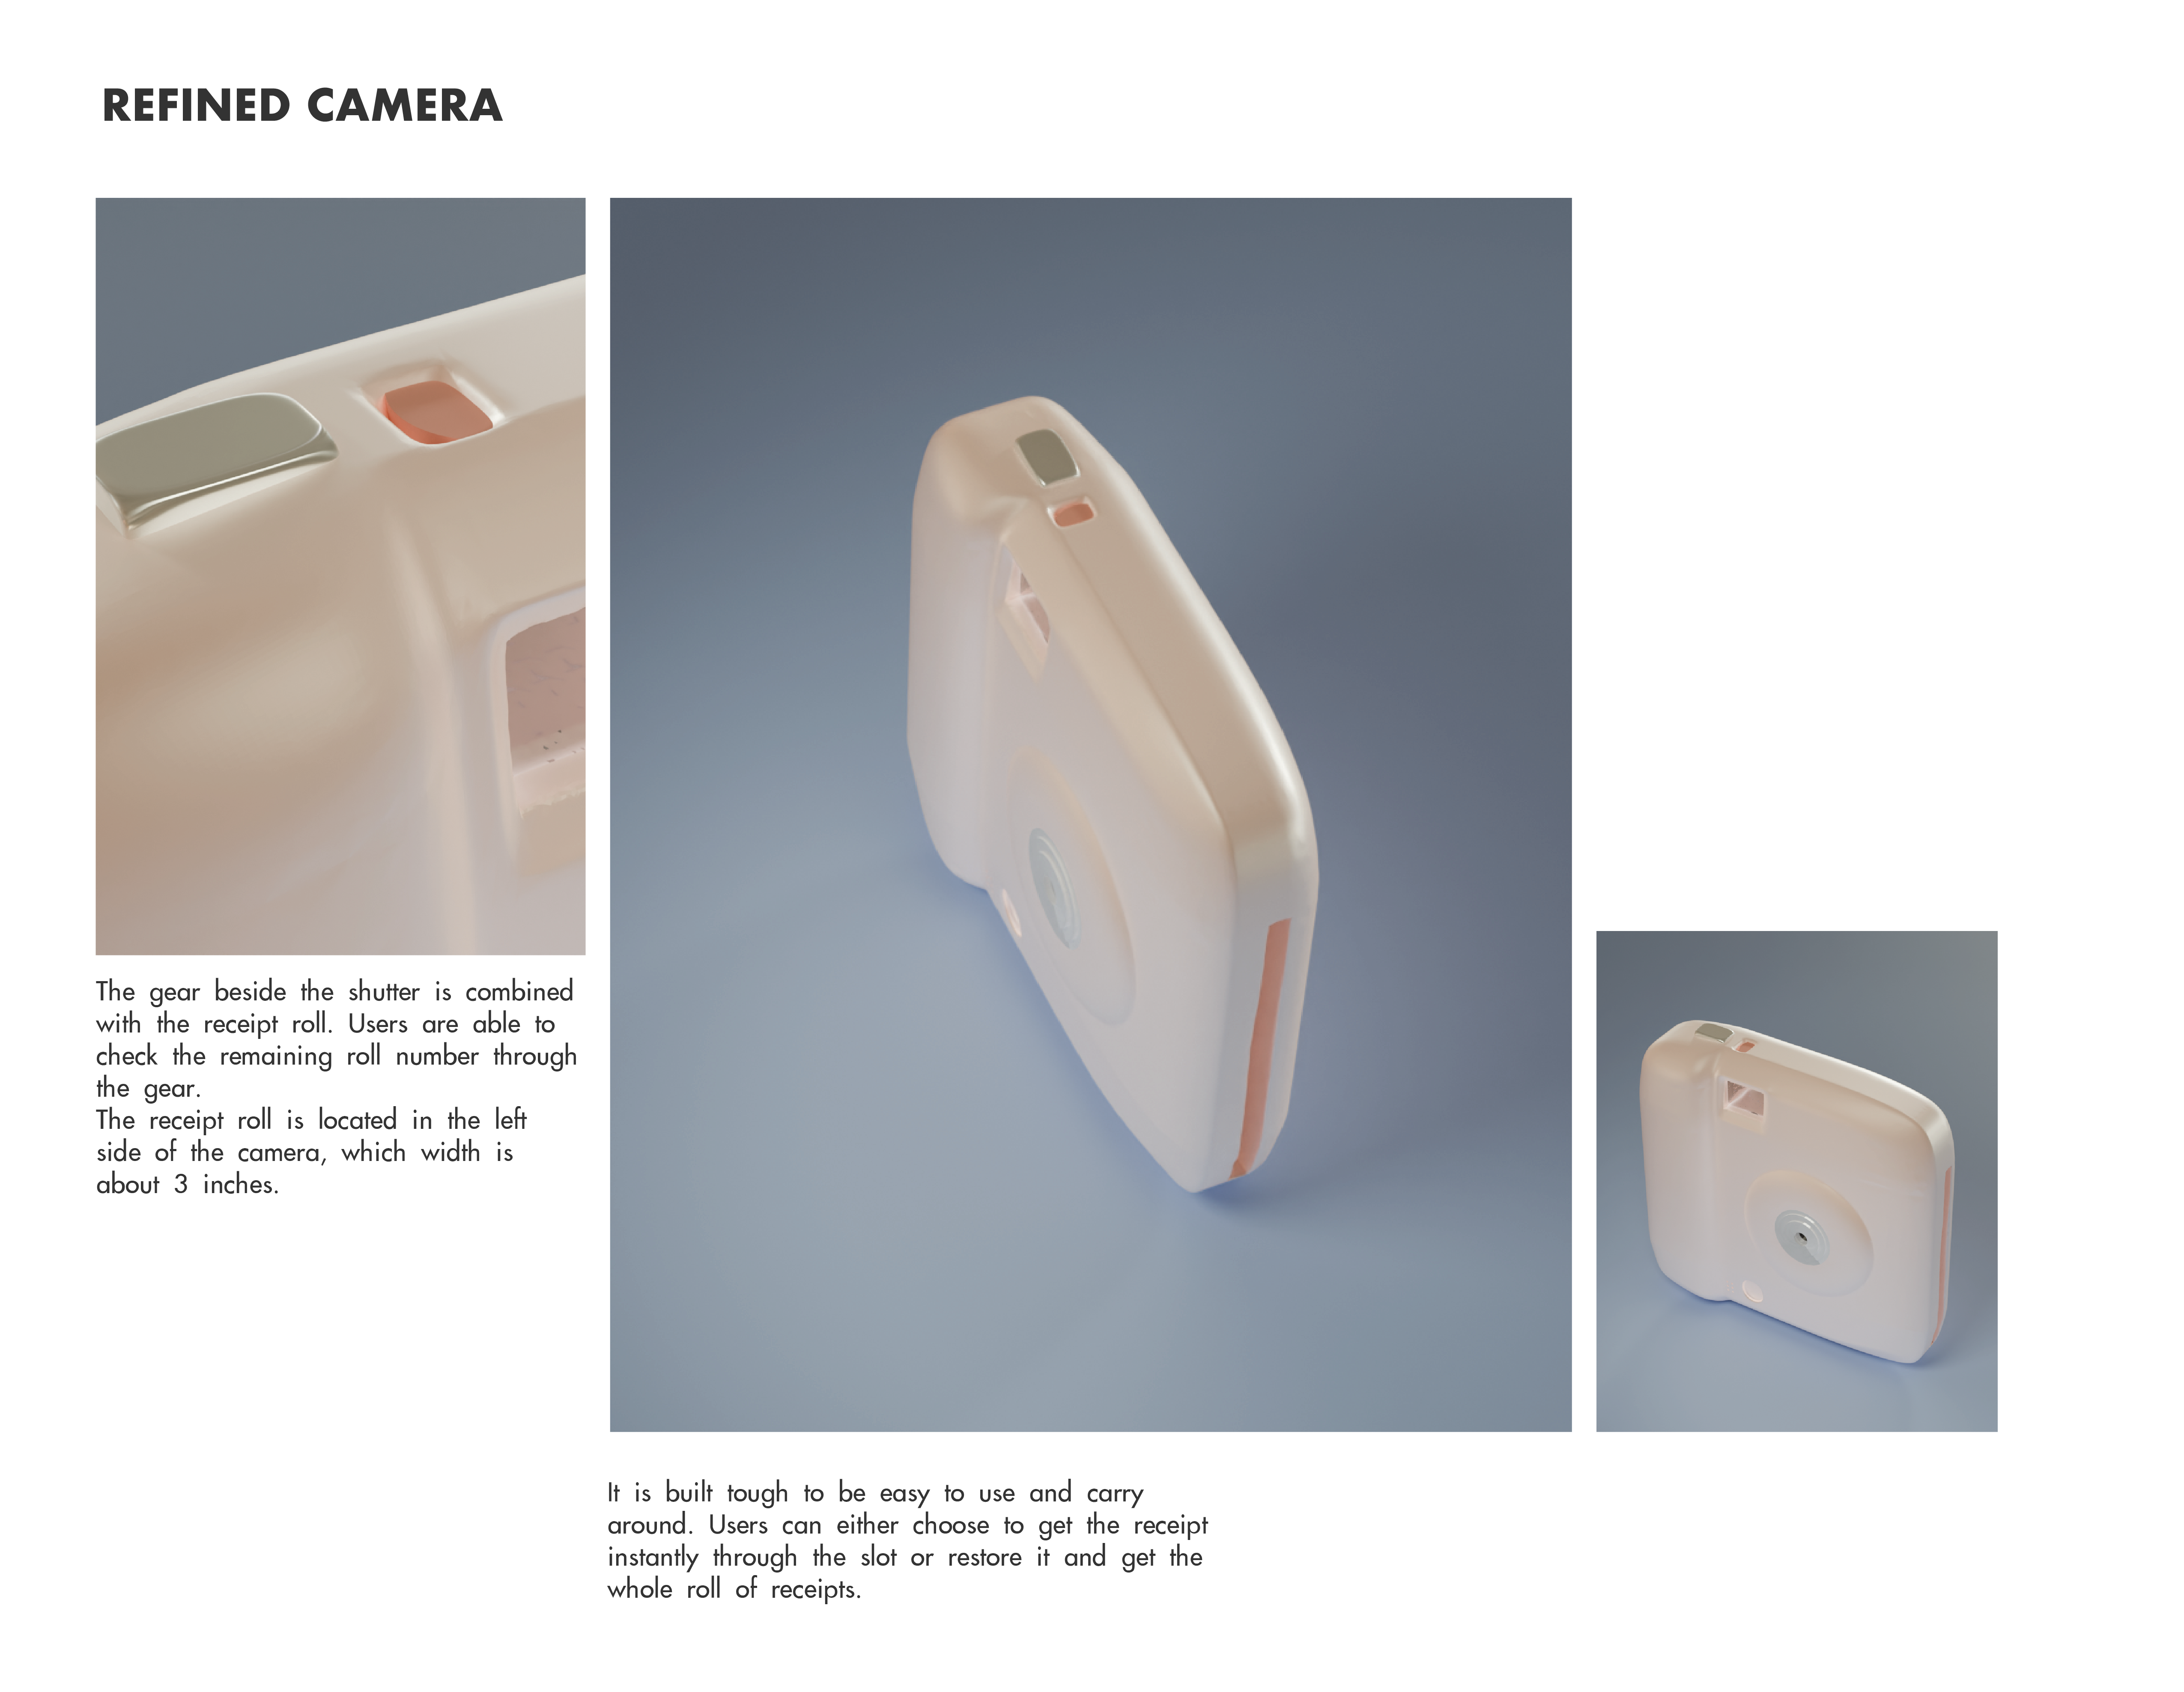 REFINED CAMERA
The gear beside the shutter is combined
with the receipt roll. Users are able to
check the remaining roll number through
the gear.
The receipt roll is located in the left
side of the camera, which width is
about 3 inches.
It is built tough to be easy to use and carry
around. Users can either choose to get the receipt
instantly through the slot or restore it and get the
whole roll of receipts.